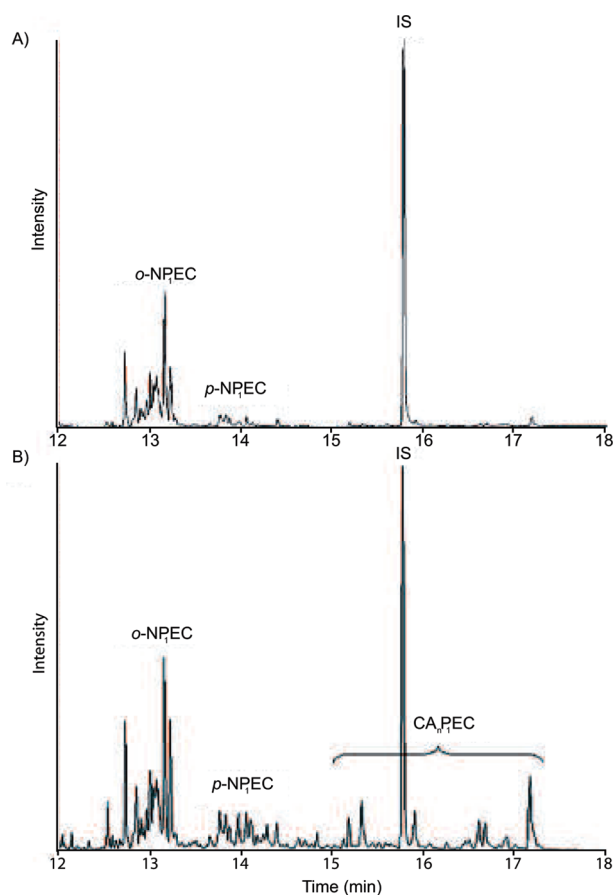 A)
IS
Intensity
o-NP₁EC
p-NP₁EC
12 13 14 15 16 17 18
B)
IS
Intensity
o-NP₁EC
CAₙP₁EC
p-NP₁EC
12 13 14 15 16 17 18
Time (min)